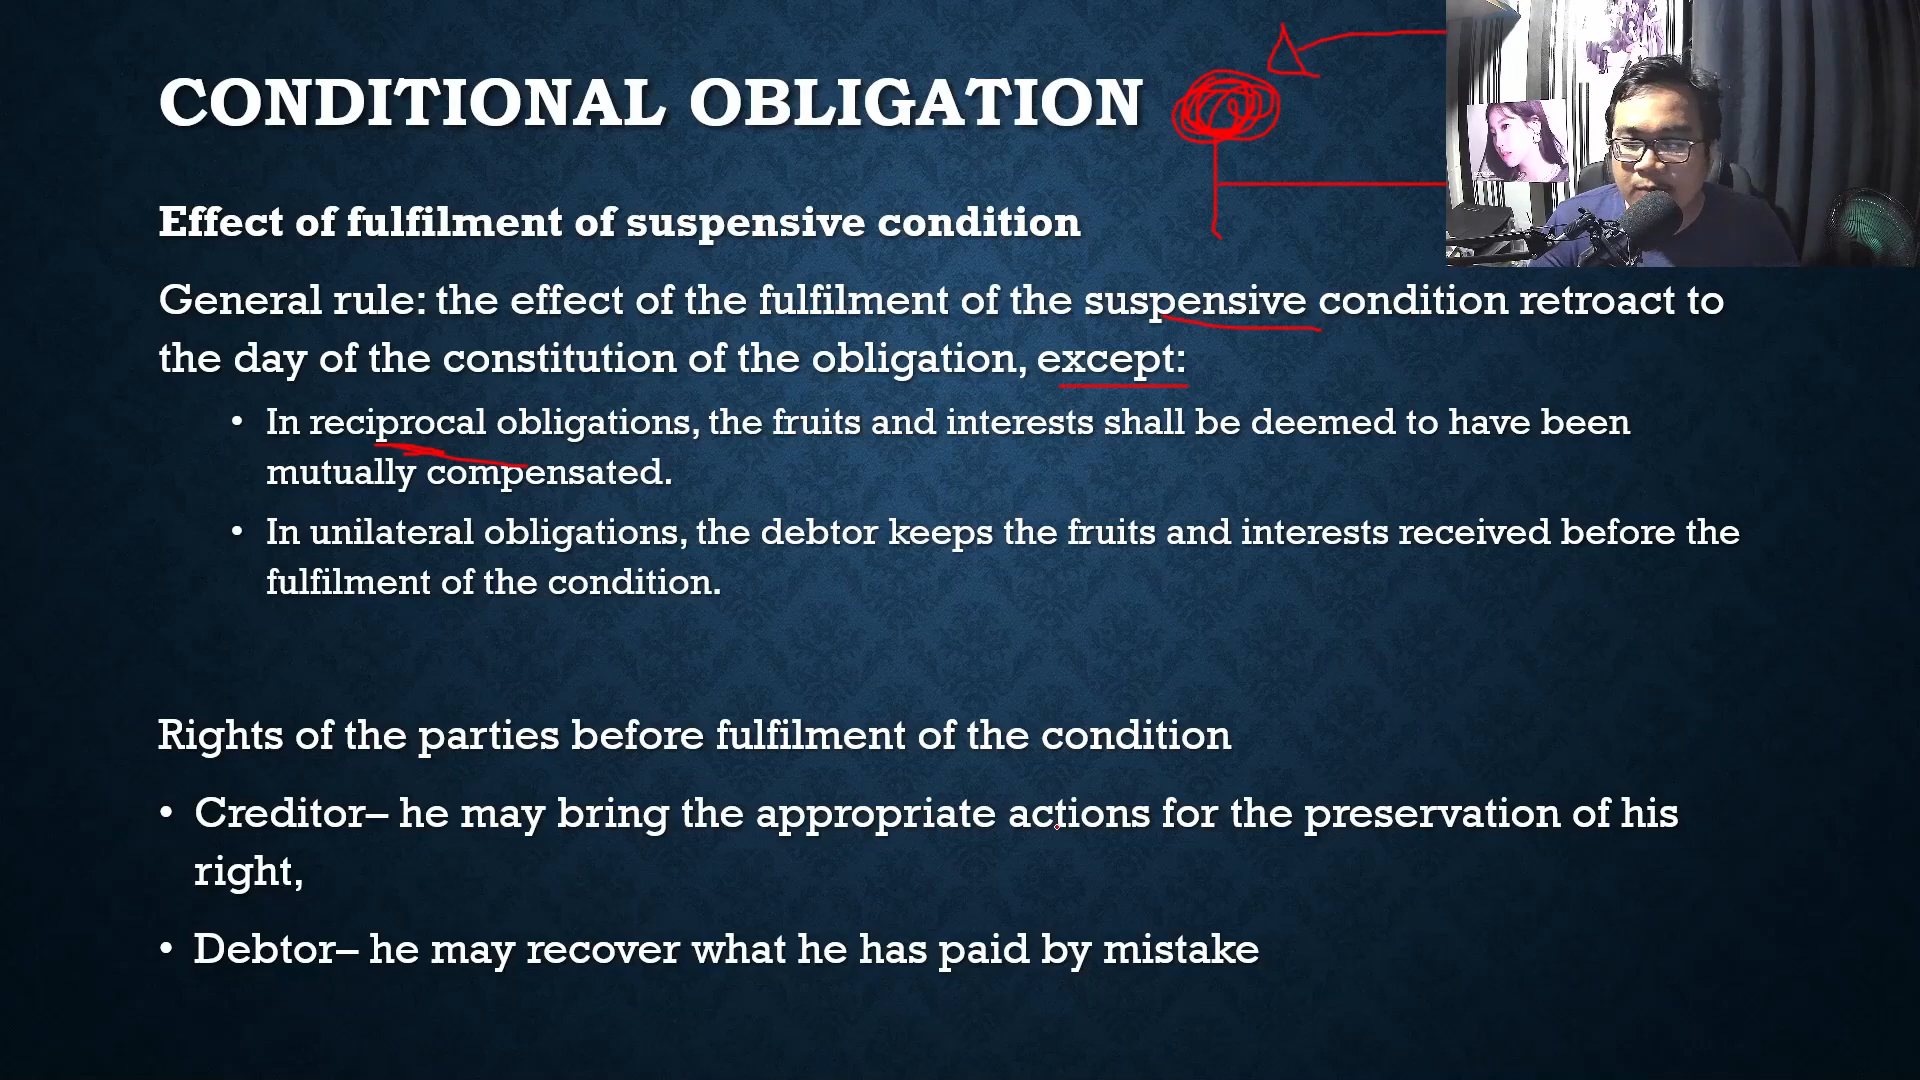 CONDITIONAL OBLIGATION
Effect of fulfilment of suspensive condition
General rule: the effect of the fulfilment of the suspensive condition retroact to
the day of the constitution of the obligation, except:
• In reciprocal obligations, the fruits and interests shall be deemed to have been
mutually compensated.
• In unilateral obligations, the debtor keeps the fruits and interests received before the
fulfilment of the condition.
Rights of the parties before fulfilment of the condition
• Creditor– he may bring the appropriate actions for the preservation of his
right,
• Debtor– he may recover what he has paid by mistake